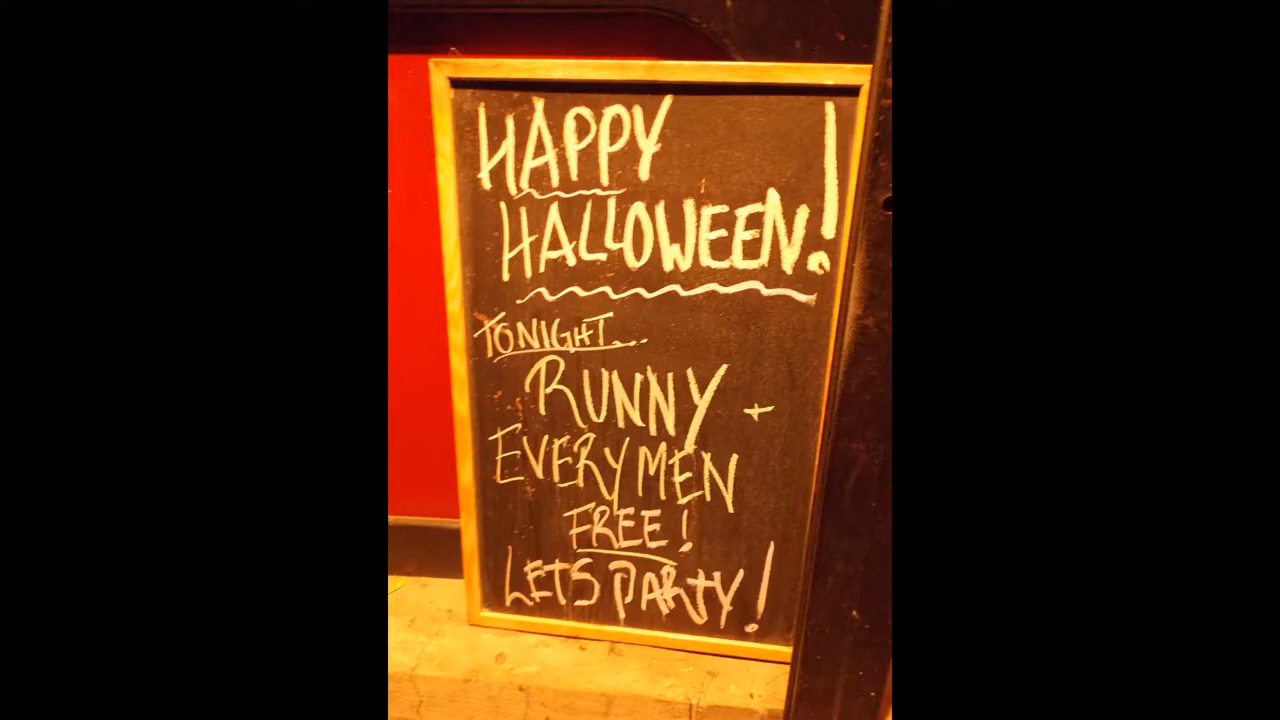 HAPPY
HALLOWEEN!
TONIGHT...
RUNNY +
EVERYMEN
FREE!
LETS PARTY!